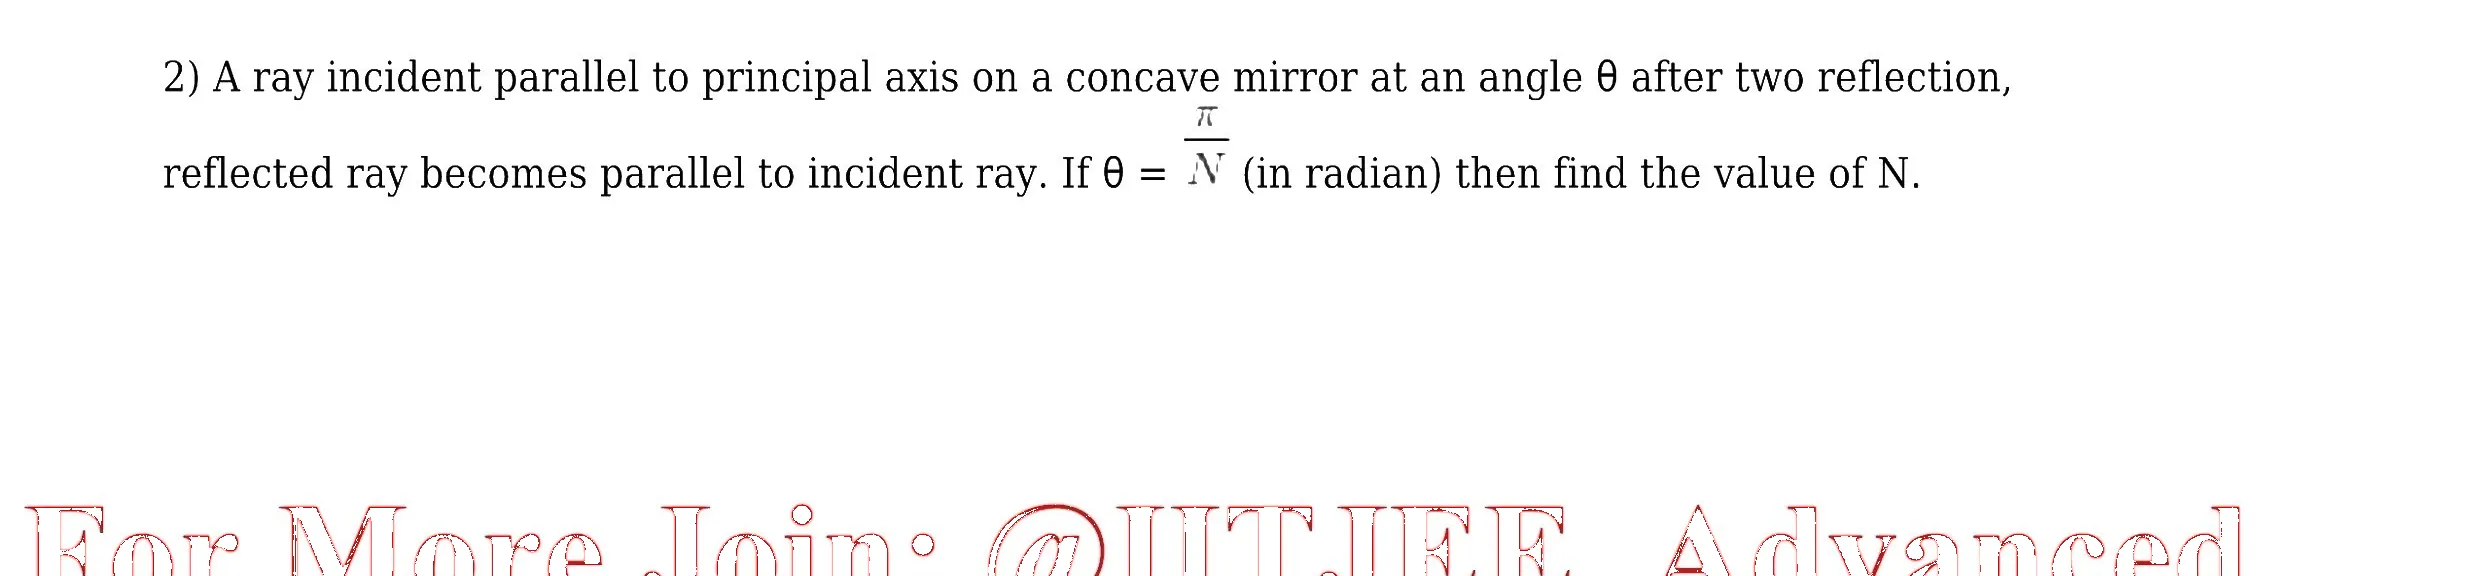 2) A ray incident parallel to principal axis on a concave mirror at an angle θ after two reflection,
reflected ray becomes parallel to incident ray. If θ = π/N (in radian) then find the value of N.
For More Join: @IITJEE_Advanced